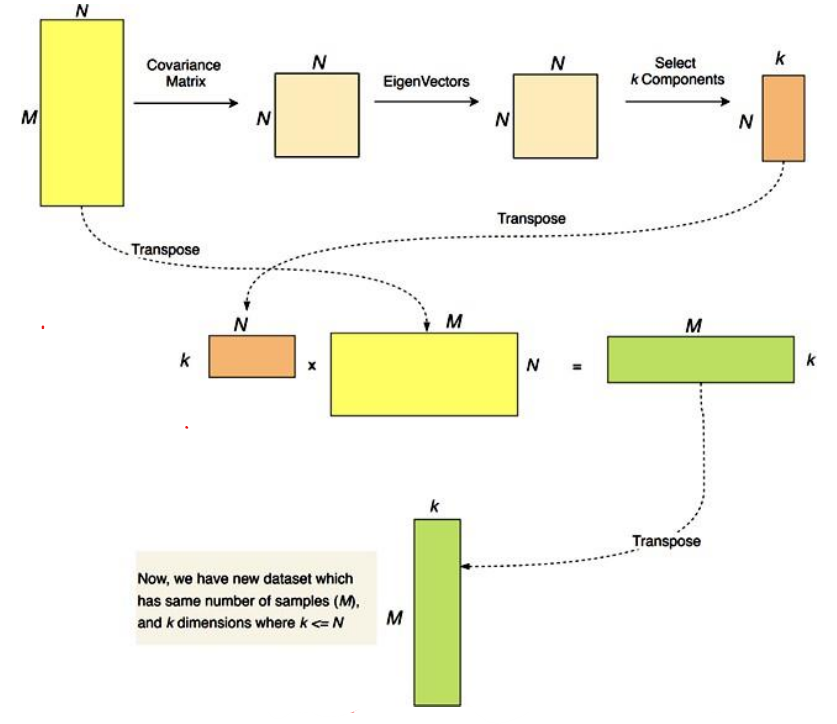 N
Covariance
Matrix
M
N
N
EigenVectors
N
N
Select
k Components
k
N
Transpose
Transpose
N
k
x
M
N
=
M
k
Transpose
k
M
Now, we have new dataset which
has same number of samples (M),
and k dimensions where k <= N